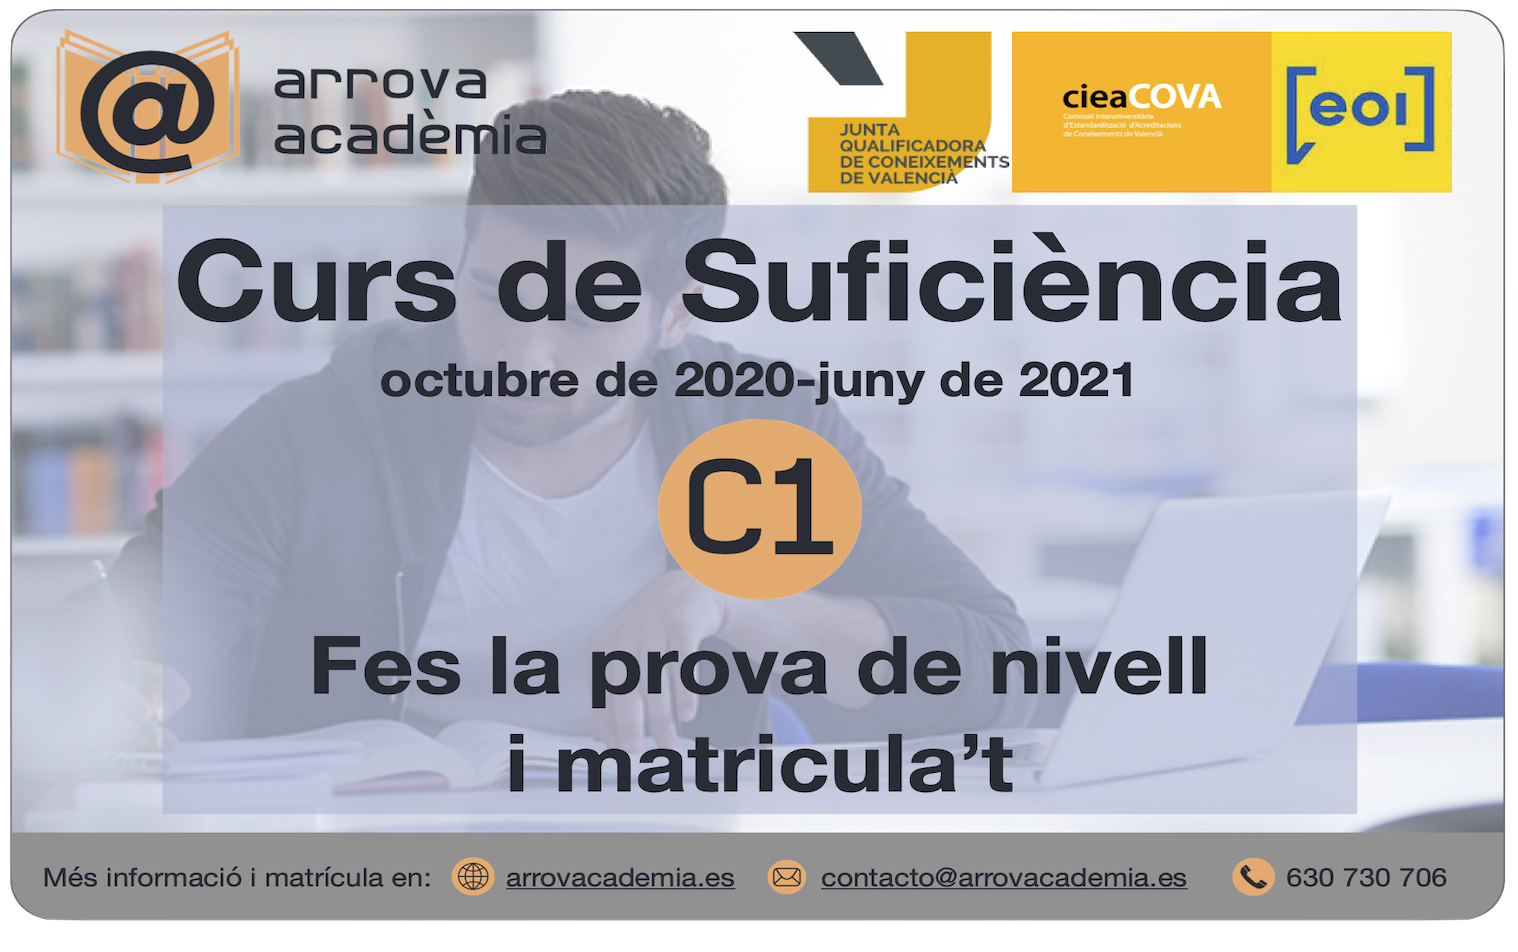 arrova
acadèmia
JUNTA
QUALIFICADORA
DE CONEIXEMENTS
DE VALENCIÀ
cieaCOVA
Comissió Interuniversitària
d'Estandardització d'Acreditacions
de Coneixements de Valencià
[eoi]
Curs de Suficiència
octubre de 2020-juny de 2021
C1
Fes la prova de nivell
i matricula’t
Més informació i matrícula en: arrovacademia.es contacto@arrovacademia.es 630 730 706